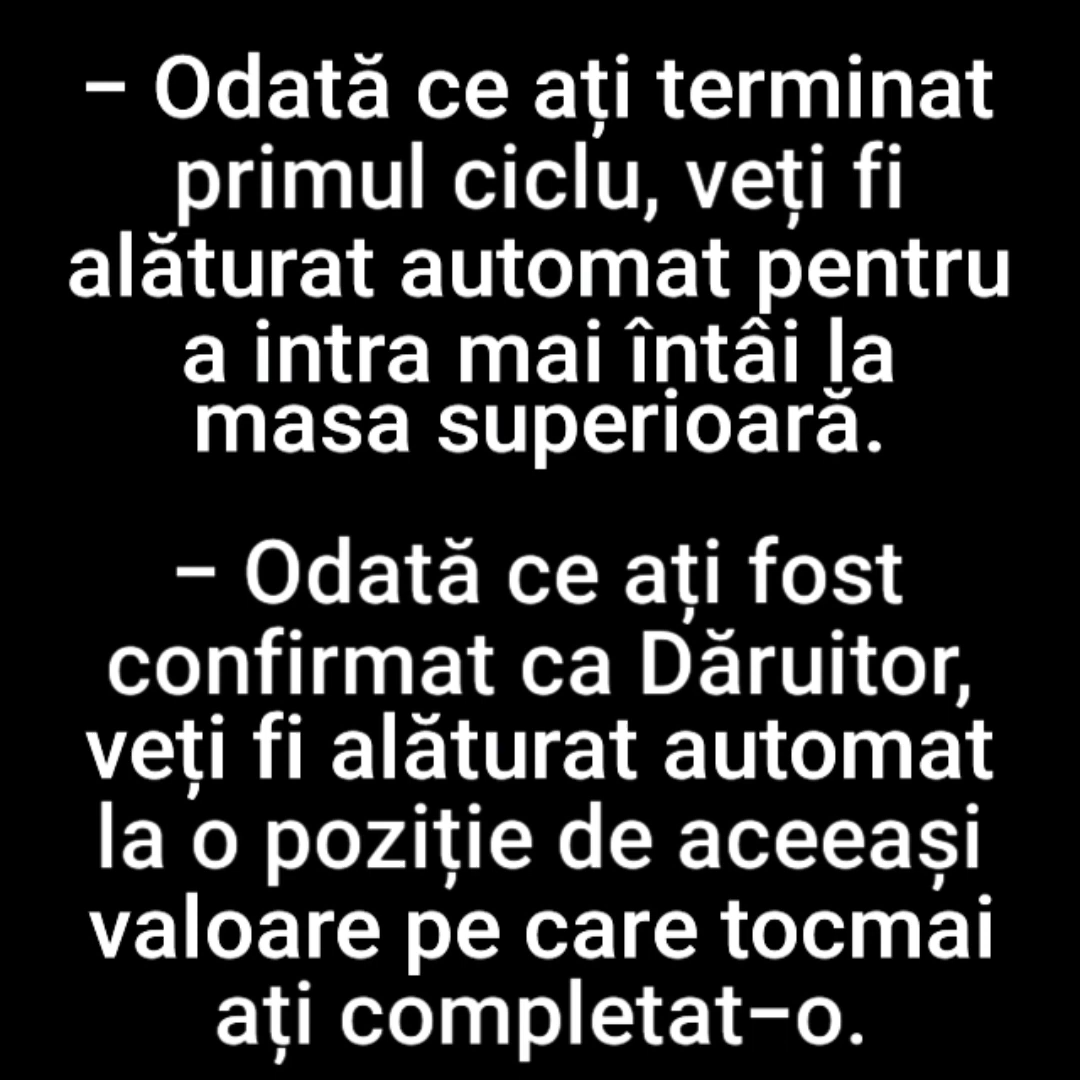 – Odată ce ați terminat
primul ciclu, veți fi
alăturat automat pentru
a intra mai întâi la
masa superioară.
– Odată ce ați fost
confirmat ca Dăruitor,
veți fi alăturat automat
la o poziție de aceeași
valoare pe care tocmai
ați completat–o.